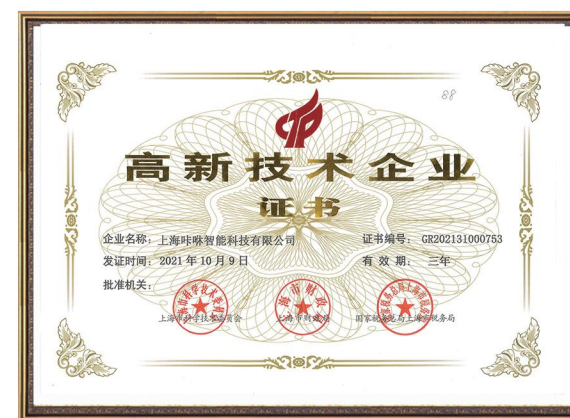 88
高新技术企业
证书
企业名称：上海咔咻智能科技有限公司
证书编号： GR202131000753
发证时间：2021年10月9日
有 效 期： 三年
批准机关：
上海市科学技术委员会
上海市财政局
国家税务总局上海市税务局